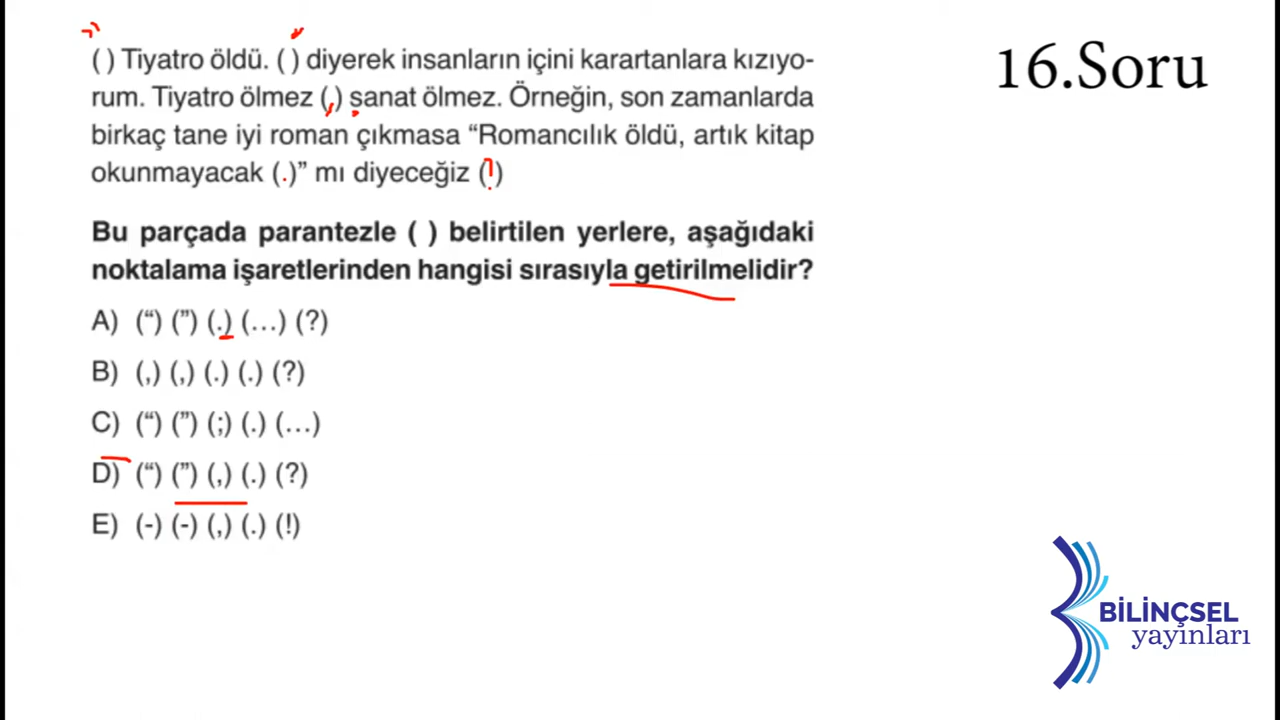 16.Soru
( ) Tiyatro öldü. ( ) diyerek insanların içini karartanlara kızıyo-
rum. Tiyatro ölmez (,) sanat ölmez. Örneğin, son zamanlarda
birkaç tane iyi roman çıkmasa “Romancılık öldü, artık kitap
okunmayacak (.)” mı diyeceğiz (?)
Bu parçada parantezle ( ) belirtilen yerlere, aşağıdaki
noktalama işaretlerinden hangisi sırasıyla getirilmelidir?
A) (“) (”) (.) (...) (?)
B) (,) (,) (.) (.) (?)
C) (“) (”) (;) (.) (...)
D) (“) (”) (,) (.) (?)
E) (-) (-) (,) (.) (!)
BİLİNÇSEL
yayınları